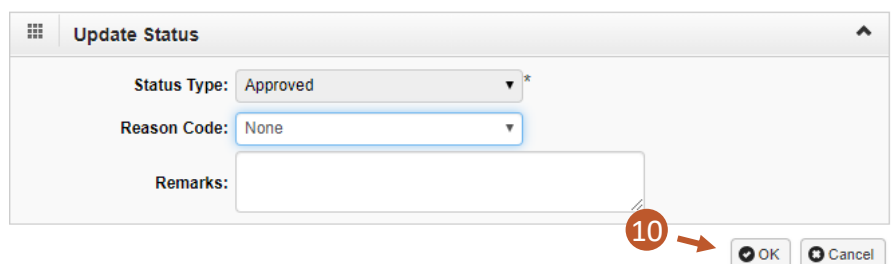 Update Status
Status Type: Approved *
Reason Code: None
Remarks:
10
OK Cancel